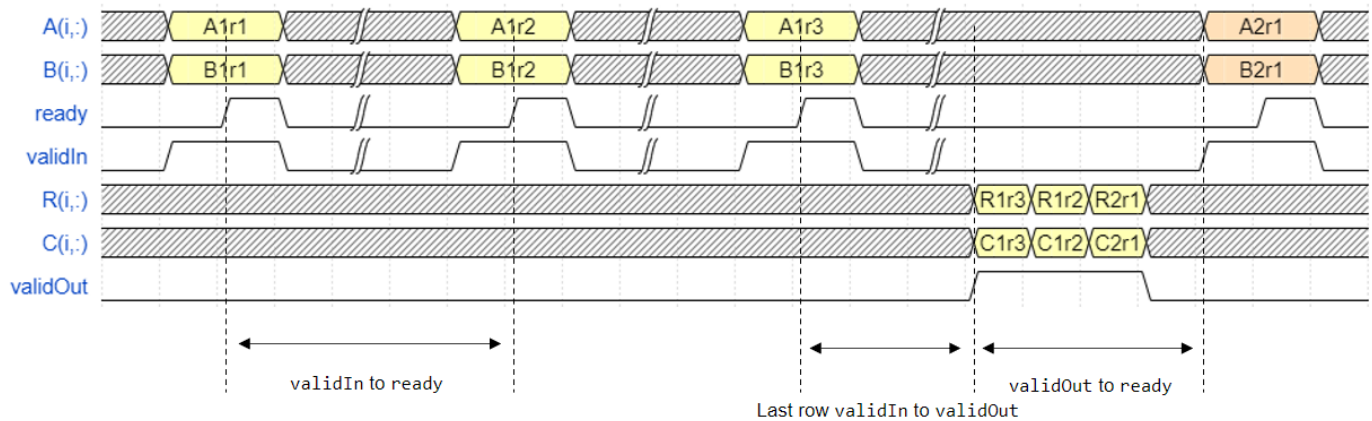 A(i,:) A1r1 A1r2 A1r3 A2r1
B(i,:) B1r1 B1r2 B1r3 B2r1
ready
validIn
R(i,:) R1r3 R1r2 R2r1
C(i,:) C1r3 C1r2 C2r1
validOut
validIn to ready validOut to ready
Last row validIn to validOut